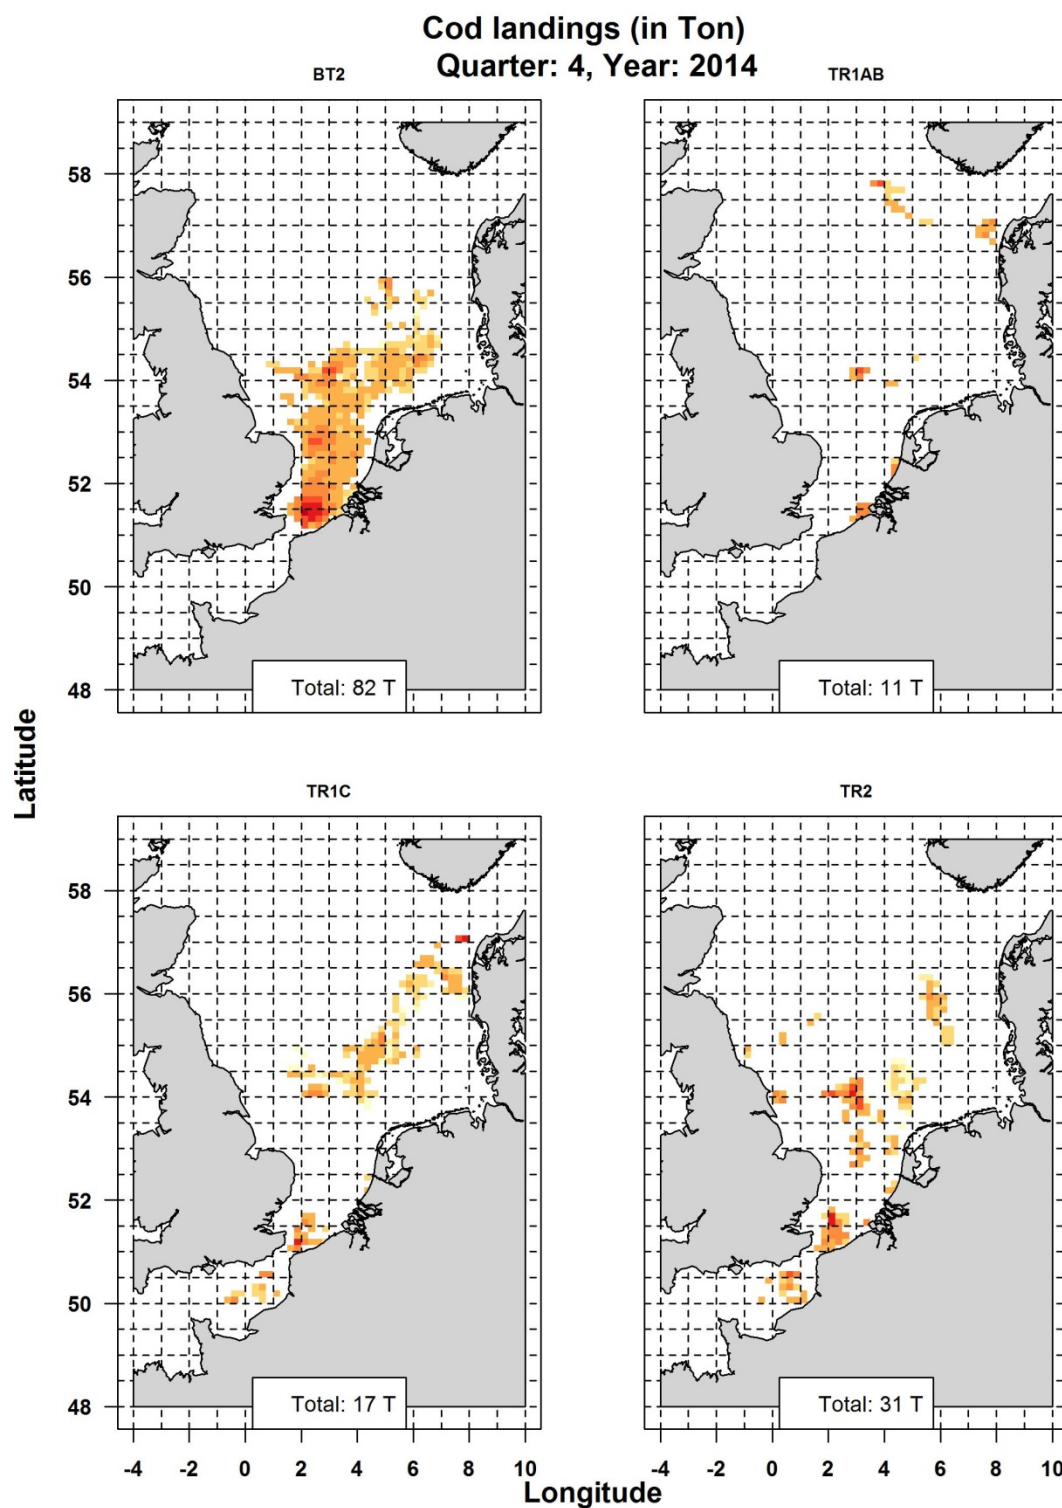 Cod landings (in Ton)
Quarter: 4, Year: 2014
BT2
TR1AB
58
56
54
52
50
48
Total: 82 T
Total: 11 T
Latitude
TR1C
TR2
58
56
54
52
50
48
Total: 17 T
Total: 31 T
-4 -2 0 2 4 6 8 10
-4 -2 0 2 4 6 8 10
Longitude